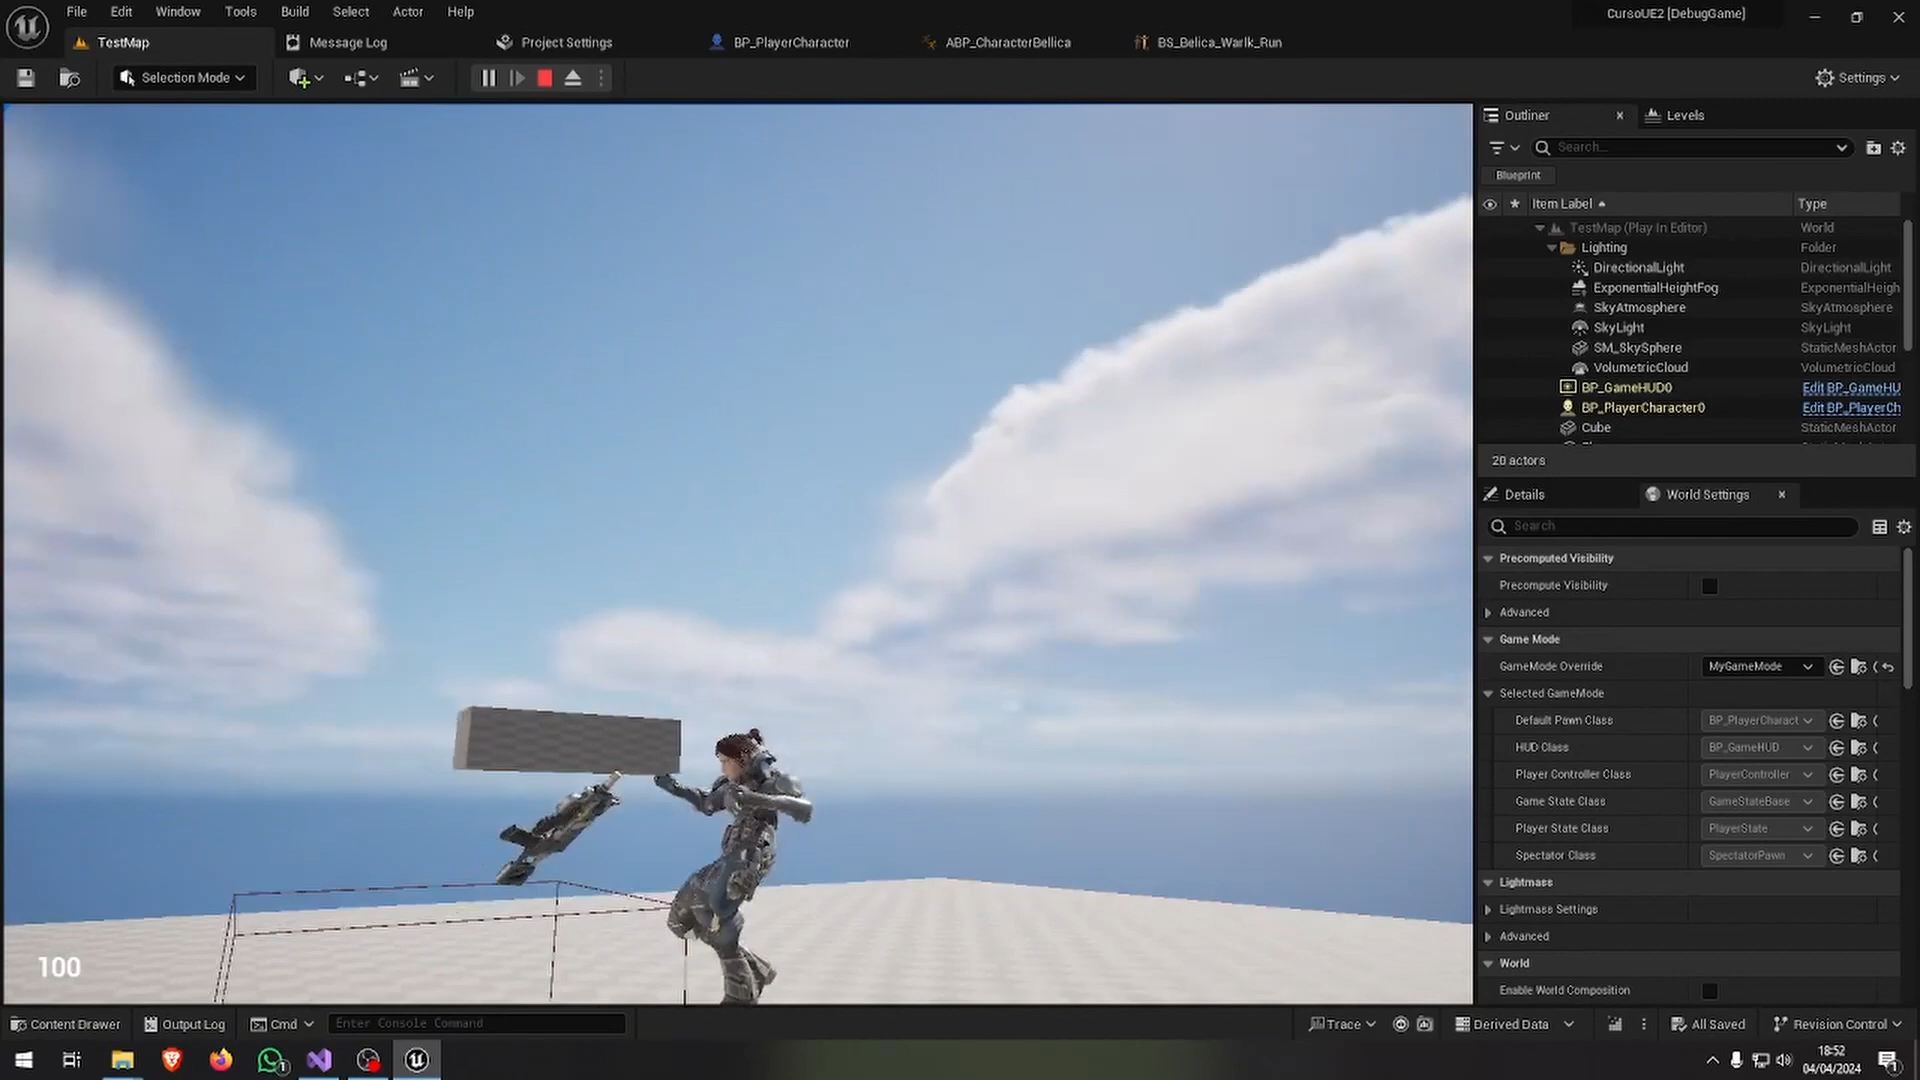 File Edit Window Tools Build Select Actor Help
CursoUE2 [DebugGame]
TestMap
Message Log
Project Settings
BP_PlayerCharacter
ABP_CharacterBellica
BS_Belica_Warlk_Run
Selection Mode
Settings
Outliner
Levels
Search...
Blueprint
Item Label
Type
TestMap (Play In Editor) World
Lighting Folder
DirectionalLight DirectionalLight
ExponentialHeightFog ExponentialHeigh
SkyAtmosphere SkyAtmosphere
SkyLight SkyLight
SM_SkySphere StaticMeshActor
VolumetricCloud VolumetricCloud
BP_GameHUD0 Edit BP_GameHU
BP_PlayerCharacter0 Edit BP_PlayerCh
Cube StaticMeshActor
20 actors
Details
World Settings
Search
Precomputed Visibility
Precompute Visibility
Advanced
Game Mode
GameMode Override MyGameMode
Selected GameMode
Default Pawn Class BP_PlayerCharact
HUD Class BP_GameHUD
Player Controller Class PlayerController
Game State Class GameStateBase
Player State Class PlayerState
Spectator Class SpectatorPawn
Lightmass
Lightmass Settings
Advanced
World
Enable World Composition
100
Content Drawer
Output Log
Cmd
Enter Console Command
Trace
Derived Data
All Saved
Revision Control
18:52
04/04/2024